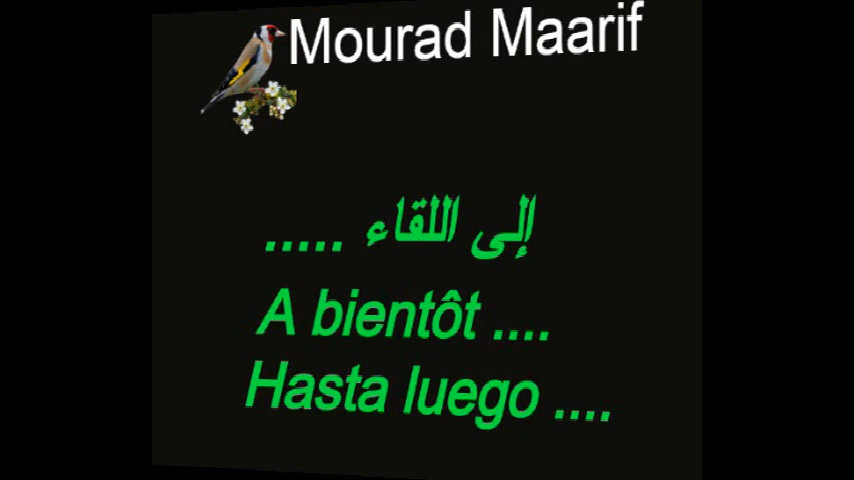 Mourad Maarif
إلى اللقاء .....
A bientôt ....
Hasta luego ....